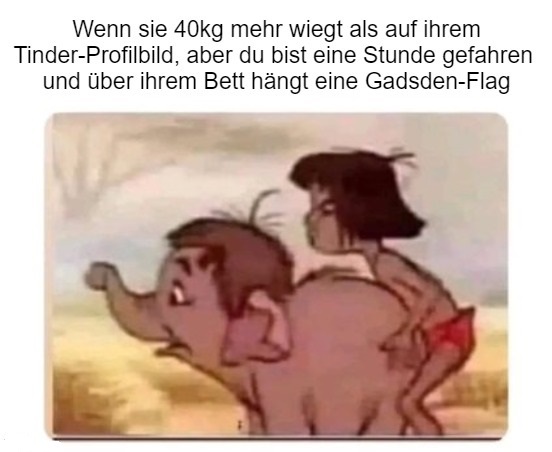 Wenn sie 40kg mehr wiegt als auf ihrem
Tinder-Profilbild, aber du bist eine Stunde gefahren
und über ihrem Bett hängt eine Gadsden-Flag